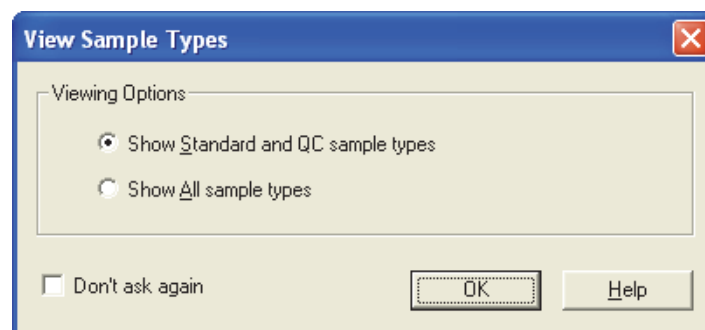 View Sample Types
Viewing Options
Show Standard and QC sample types
Show All sample types
Don't ask again
OK
Help